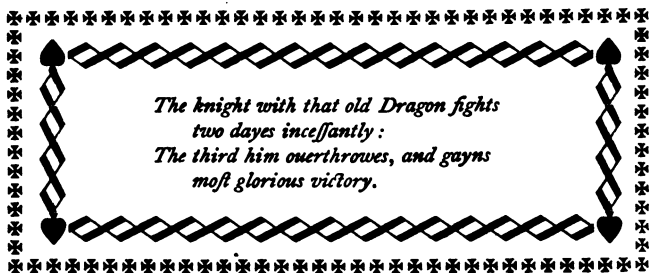 The knight with that old Dragon fights
two dayes inceſſantly :
The third him ouerthrowes, and gayns
moſt glorious victory.